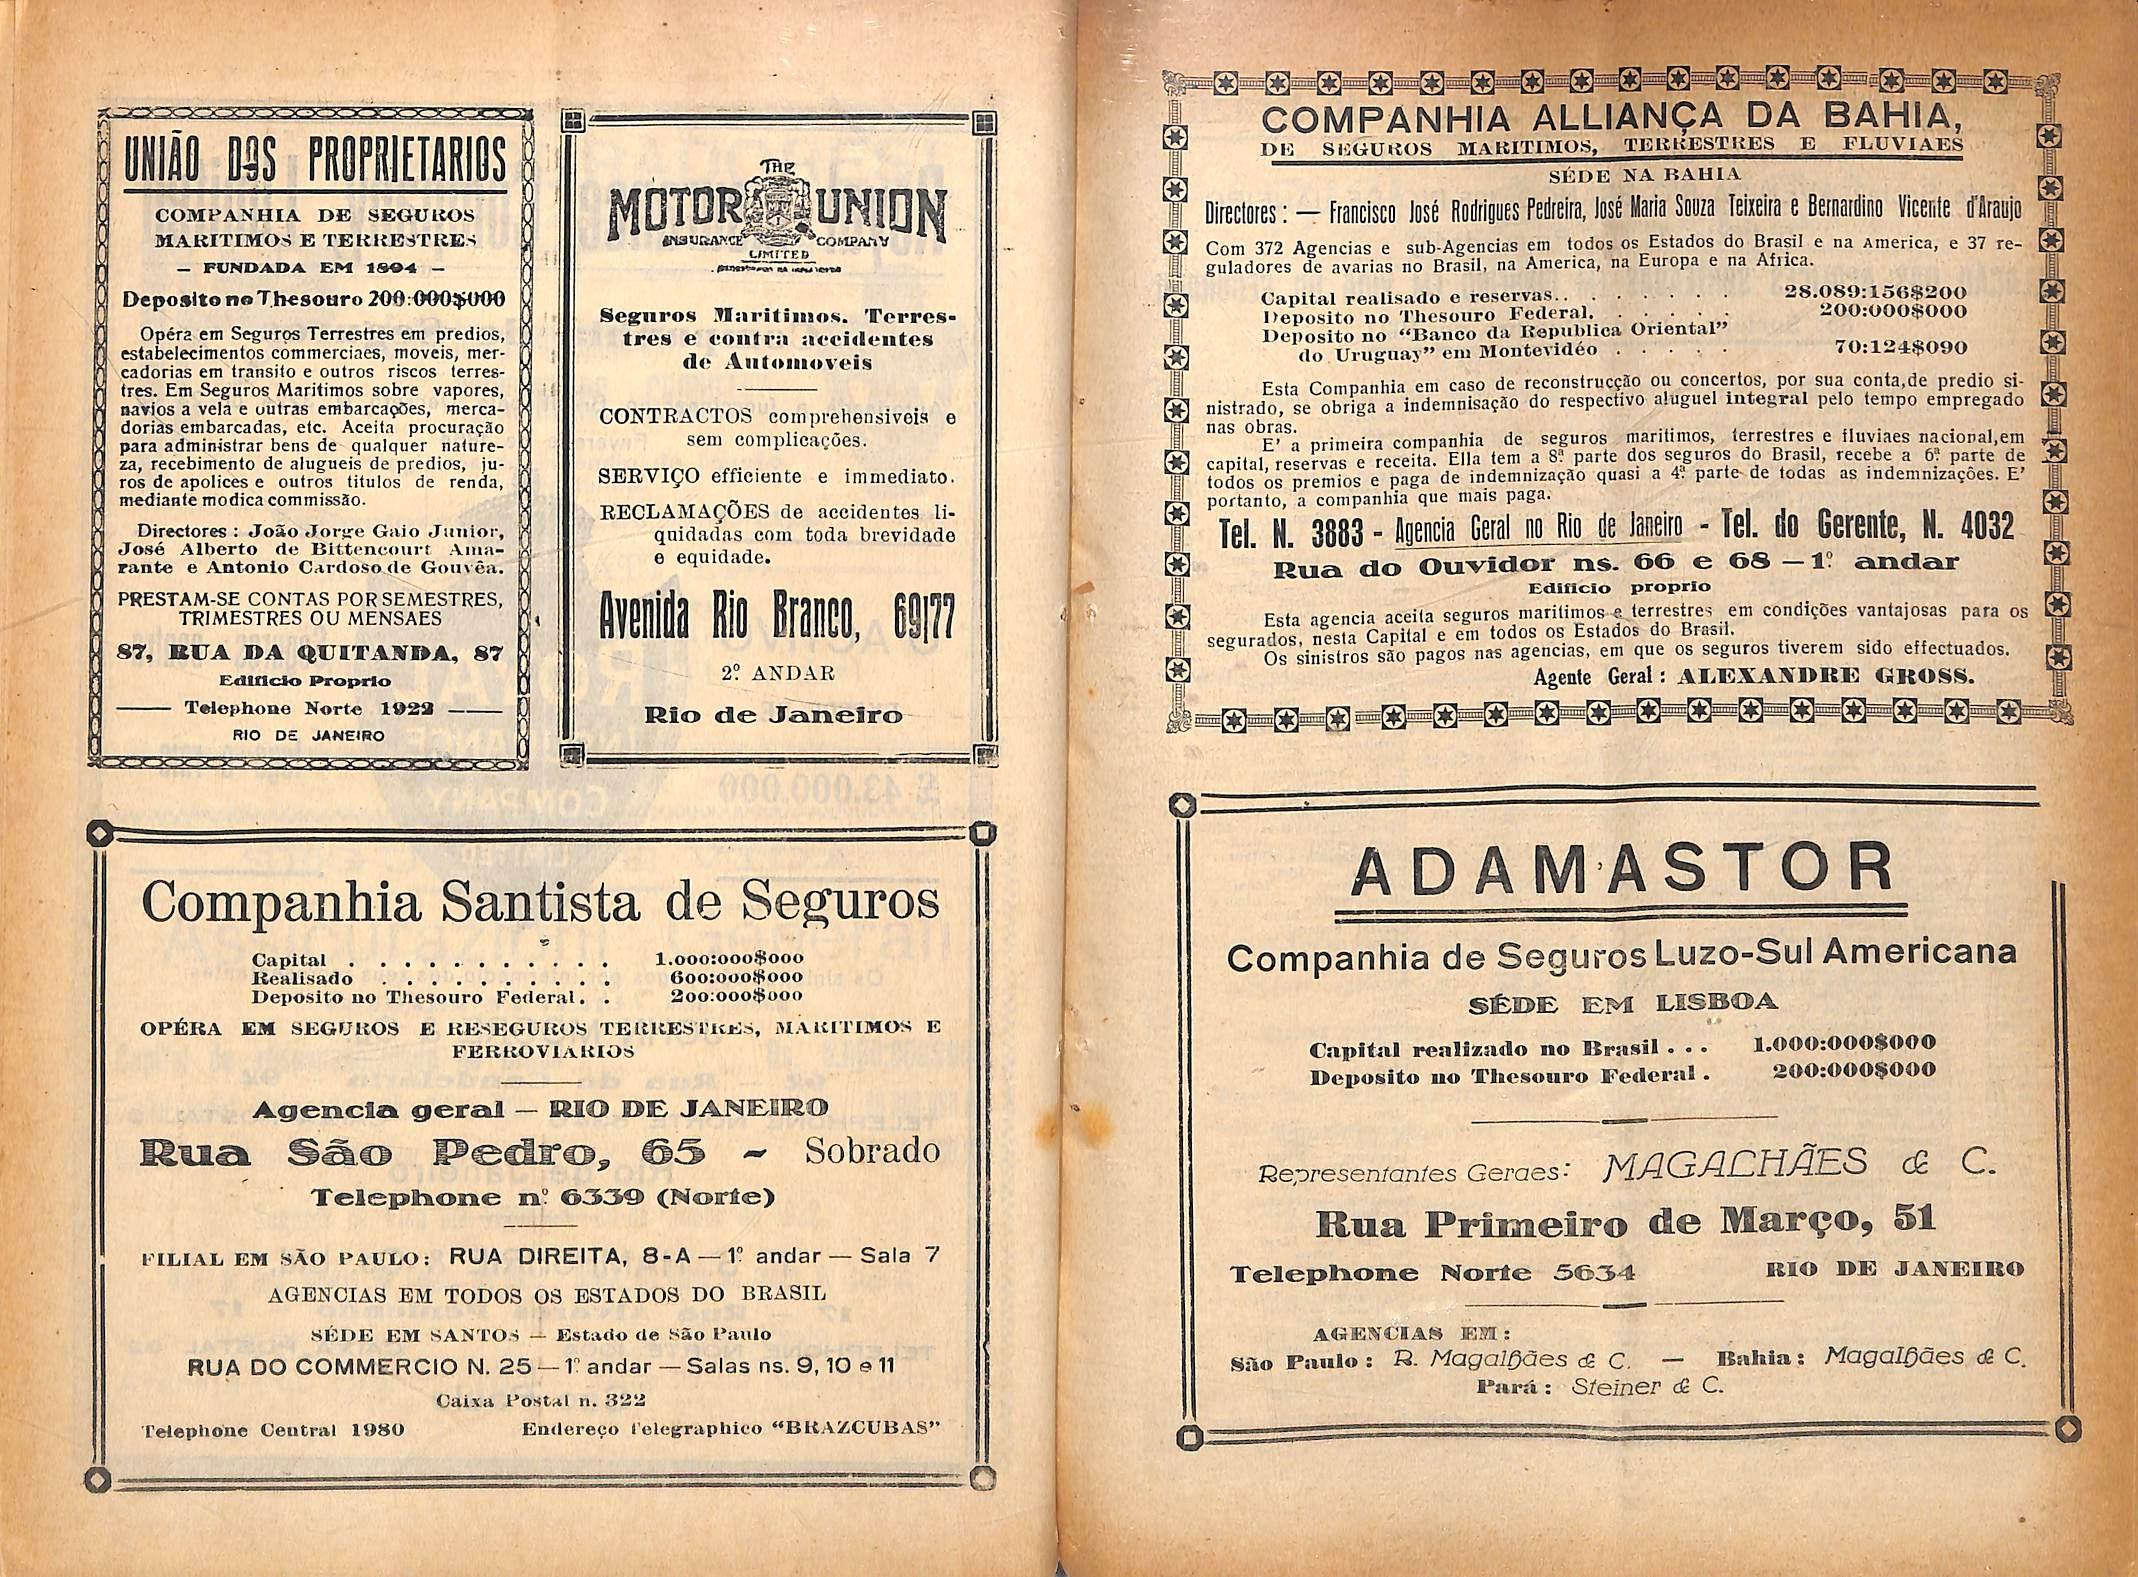 UNIÃO DOS PROPRIETARIOS
COMPANHIA DE SEGUROS
MARITIMOS E TERRESTRES
— FUNDADA EM 1894 —
Deposito no Thesouro 200:000$000
Opéra em Seguros Terrestres em predios,
estabelecimentos commerciaes, moveis, mer-
cadorias em transito e outros riscos terres-
tres. Em Seguros Maritimos sobre vapores,
navios a vela e outras embarcações, merca-
dorias embarcadas, etc. Aceita procuração
para administrar bens de qualquer nature-
za, recebimento de alugueis de predios, ju-
ros de apolices e outros titulos de renda,
mediante modica commissão.
Directores : João Jorge Gaio Junior,
José Alberto de Bittencourt Ama-
rante e Antonio Cardoso de Gouvêa.
PRESTAM-SE CONTAS POR SEMESTRES,
TRIMESTRES OU MENSAES
87, RUA DA QUITANDA, 87
Edificio Proprio
Telephone Norte 1922
RIO DE JANEIRO
THE
MOTOR UNION
INSURANCE COMPANY
LIMITED
Seguros Maritimos. Terres-
tres e contra accidentes
de Automoveis
CONTRACTOS comprehensiveis e
sem complicações.
SERVIÇO efficiente e immediato.
RECLAMAÇÕES de accidentes li-
quidadas com toda brevidade
e equidade.
Avenida Rio Branco, 69|77
2º ANDAR
Rio de Janeiro
Companhia Santista de Seguros
Capital . . . . . . . . . . . 1.000:000$000
Realisado . . . . . . . . . . 600:000$000
Deposito no Thesouro Federal. . 200:000$000
OPÉRA EM SEGUROS E RESEGUROS TERRESTRES, MARITIMOS E
FERROVIARIOS
Agencia geral — RIO DE JANEIRO
Rua São Pedro, 65 - Sobrado
Telephone nº 6339 (Norte)
FILIAL EM SÃO PAULO: RUA DIREITA, 8-A — 1º andar — Sala 7
AGENCIAS EM TODOS OS ESTADOS DO BRASIL
SÉDE EM SANTOS — Estado de São Paulo
RUA DO COMMERCIO N. 25 — 1º andar — Salas ns. 9, 10 e 11
Caixa Postal n. 322
Telephone Central 1980 Endereço Telegraphico “BRAZCUBAS”
COMPANHIA ALLIANÇA DA BAHIA,
DE SEGUROS MARITIMOS, TERRESTRES E FLUVIAES
SÉDE NA BAHIA
Directores : — Francisco José Rodrigues Pedreira, José Maria Souza Teixeira e Bernardino Vicente d'Araujo
Com 372 Agencias e sub-Agencias em todos os Estados do Brasil e na America, e 37 re-
guladores de avarias no Brasil, na America, na Europa e na Africa.
Capital realisado e reservas. . . . . . . . 28.089:156$200
Deposito no Thesouro Federal. . . . . . 200:000$000
Deposito no “Banco da Republica Oriental”
do Uruguay” em Montevidéo . . . . . 70:124$090
Esta Companhia em caso de reconstrucção ou concertos, por sua conta,de predio si-
nistrado, se obriga a indemnisação do respectivo aluguel integral pelo tempo empregado
nas obras.
E' a primeira companhia de seguros maritimos, terrestres e fluviaes nacional,em
capital, reservas e receita. Ella tem a 8ª parte dos seguros do Brasil, recebe a 6ª parte de
todos os premios e paga de indemnização quasi a 4ª parte de todas as indemnizações. E'
portanto, a companhia que mais paga.
Tel. N. 3883 - Agencia Geral no Rio de Janeiro - Tel. do Gerente, N. 4032
Rua do Ouvidor ns. 66 e 68 — 1º andar
Edificio proprio
Esta agencia aceita seguros maritimos e terrestres em condições vantajosas para os
segurados, nesta Capital e em todos os Estados do Brasil.
Os sinistros são pagos nas agencias, em que os seguros tiverem sido effectuados.
Agente Geral : ALEXANDRE GROSS.
ADAMASTOR
Companhia de Seguros Luzo-Sul Americana
SÉDE EM LISBOA
Capital realizado no Brasil . . . 1.000:000$000
Deposito no Thesouro Federal . 200:000$000
Representantes Geraes: MAGALHÃES & C.
Rua Primeiro de Março, 51
Telephone Norte 5634 RIO DE JANEIRO
AGENCIAS EM :
São Paulo : R. Magalhães & C. — Bahia : Magalhães & C.
Pará : Steiner & C.